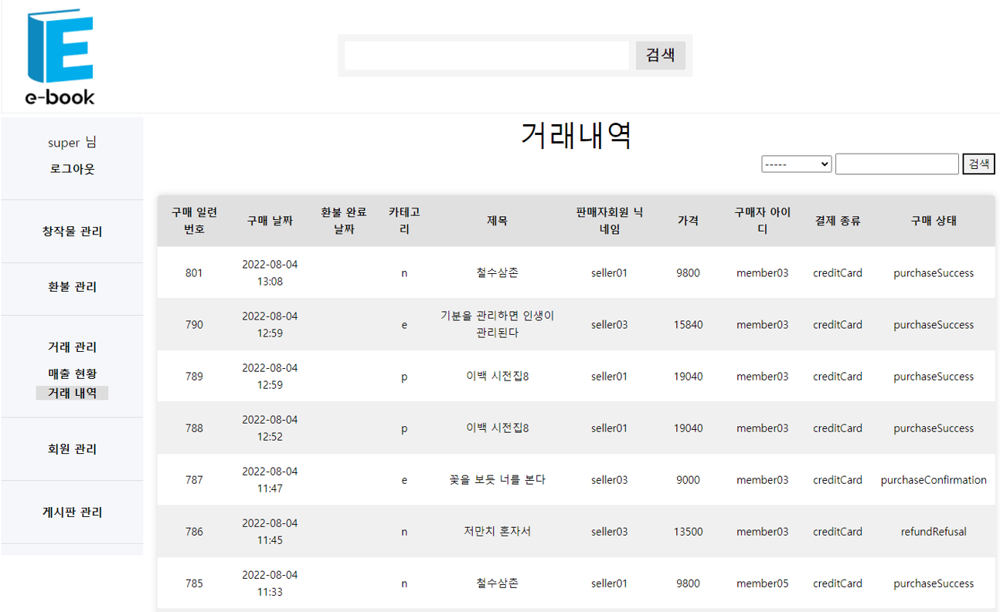 E
e-book
검색
super 님
로그아웃
창작물 관리
환불 관리
거래 관리
매출 현황
거래 내역
회원 관리
게시판 관리
거래내역
----- 검색
구매 일련 번호 구매 날짜 환불 완료 날짜 카테고리 제목 판매자회원 닉네임 가격 구매자 아이디 결제 종류 구매 상태
801 2022-08-04 13:08 n 철수삼촌 seller01 9800 member03 creditCard purchaseSuccess
790 2022-08-04 12:59 e 기분을 관리하면 인생이 관리된다 seller03 15840 member03 creditCard purchaseSuccess
789 2022-08-04 12:59 p 이백 시전집8 seller01 19040 member03 creditCard purchaseSuccess
788 2022-08-04 12:52 p 이백 시전집8 seller01 19040 member03 creditCard purchaseSuccess
787 2022-08-04 11:47 e 꽃을 보듯 너를 본다 seller03 9000 member03 creditCard purchaseConfirmation
786 2022-08-04 11:45 n 저만치 혼자서 seller03 13500 member03 creditCard refundRefusal
785 2022-08-04 11:33 n 철수삼촌 seller01 9800 member05 creditCard purchaseSuccess